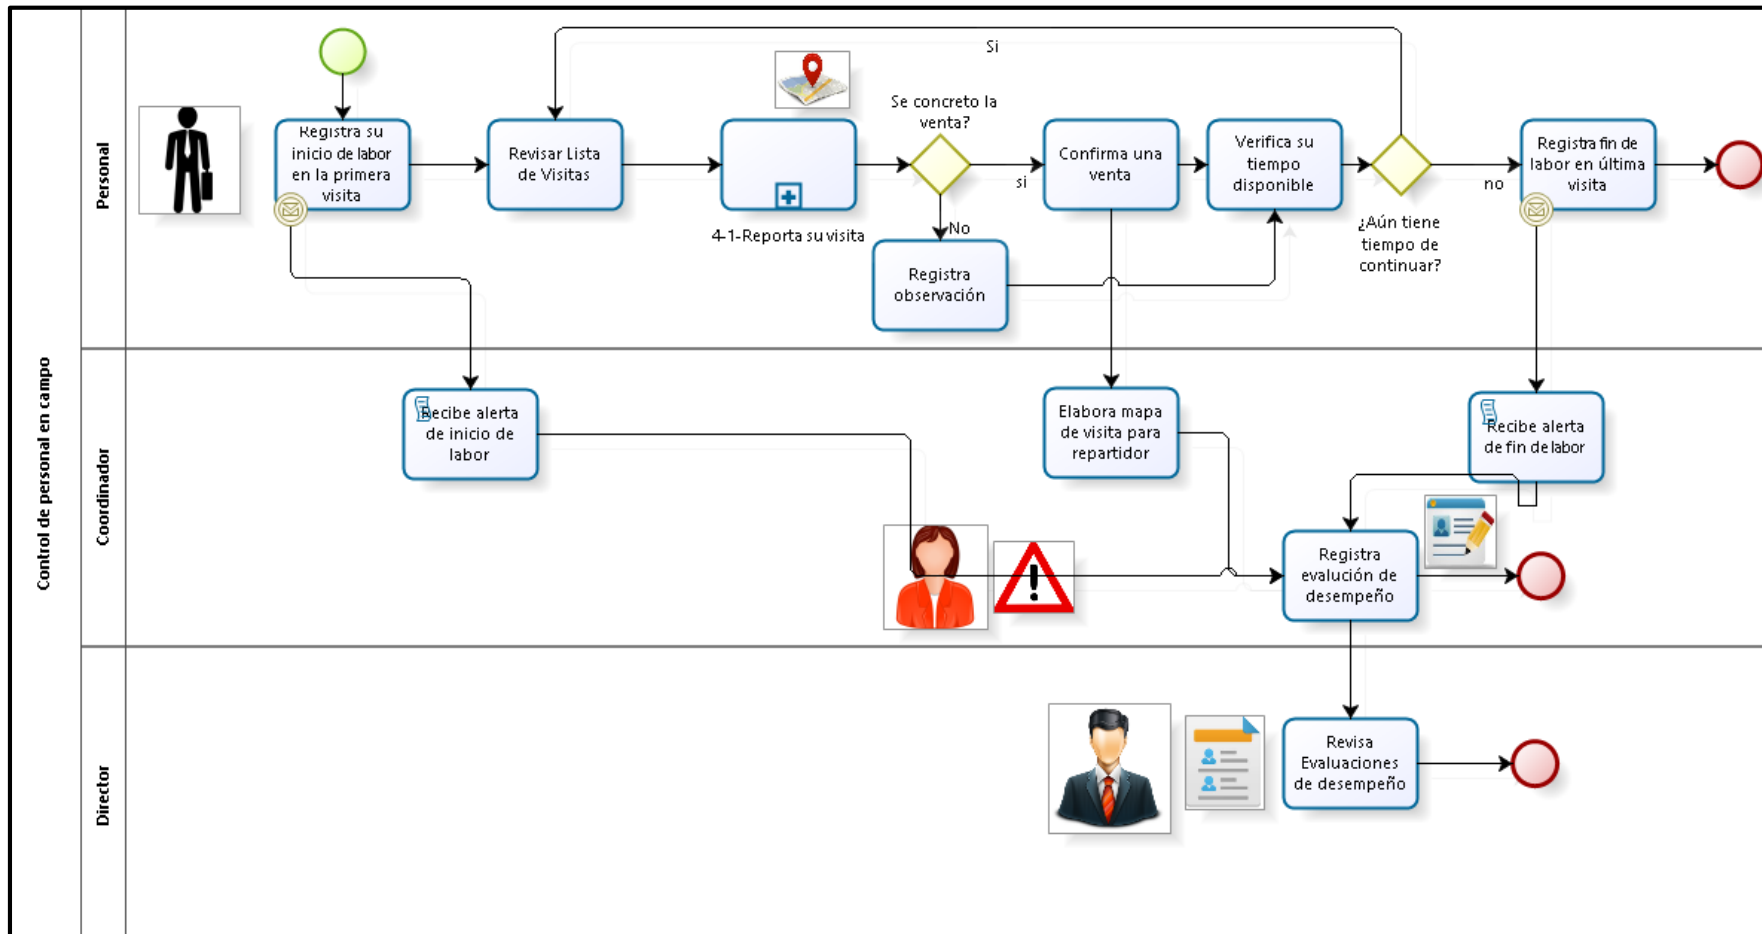 Control de personal en campo
Personal
Registra su
inicio de labor
en la primera
visita
Revisar Lista
de Visitas
4-1-Reporta su visita
Se concreto la
venta?
si
No
Registra
observación
Confirma una
venta
Verifica su
tiempo
disponible
Si
¿Aún tiene
tiempo de
continuar?
no
Registra fin de
labor en última
visita
Coordinador
Recibe alerta
de inicio de
labor
Elabora mapa
de visita para
repartidor
Recibe alerta
de fin de labor
Registra
evalución de
desempeño
Director
Revisa
Evaluaciones
de desempeño